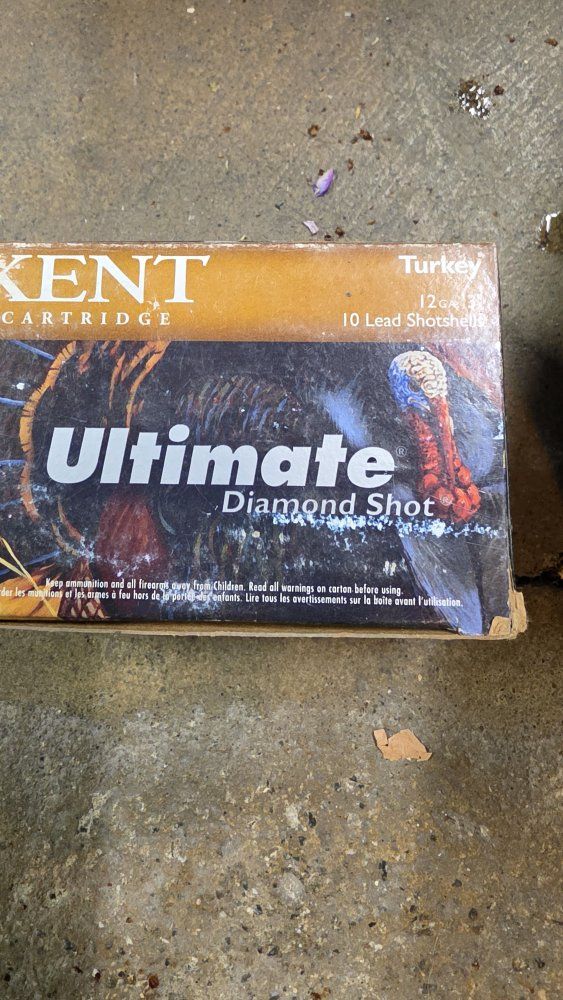 KENT
Turkey
CARTRIDGE
12 GA. 3
10 Lead Shotshells
Ultimate®
Diamond Shot®
Keep ammunition and all firearms away from Children. Read all warnings on carton before using.
les munitions et les armes à feu hors de la portée des enfants. Lire tous les avertissements sur la boîte avant l'utilisation.